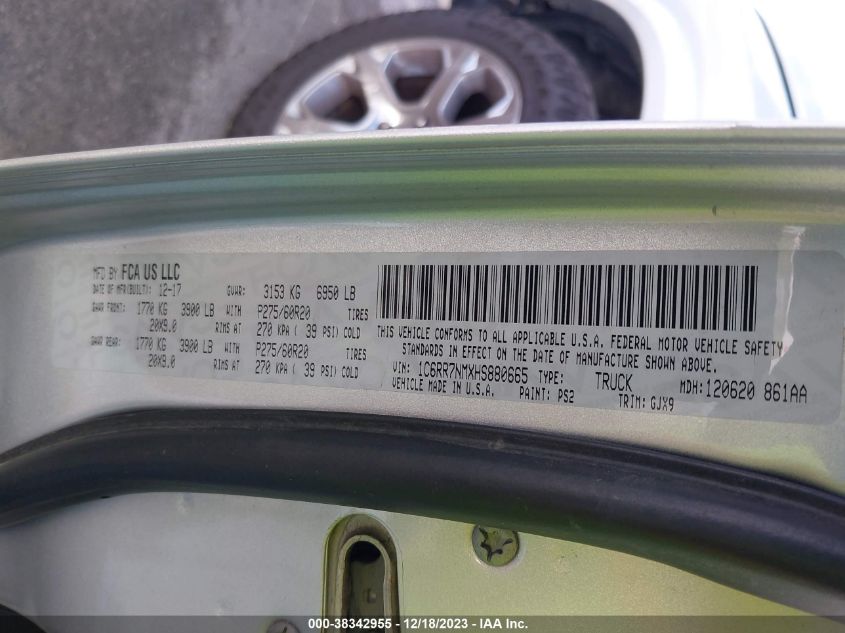 MFD BY FCA US LLC
DATE OF MFR(BUILT): 12-17 GVWR: 3153 KG 6950 LB
GAWR FRONT: 1770 KG 3900 LB WITH P275/60R20 TIRES
20X9.0 RIMS AT 270 KPA ( 39 PSI) COLD
GAWR REAR: 1770 KG 3900 LB WITH P275/60R20 TIRES
20X9.0 RIMS AT 270 KPA ( 39 PSI) COLD
THIS VEHICLE CONFORMS TO ALL APPLICABLE U.S.A. FEDERAL MOTOR VEHICLE SAFETY
STANDARDS IN EFFECT ON THE DATE OF MANUFACTURE SHOWN ABOVE.
VIN: 1C6RR7NMXHS880665 TYPE: TRUCK MDH: 120620 861AA
VEHICLE MADE IN U.S.A. PAINT: PS2 TRIM: GJX9
000-38342955 - 12/18/2023 - IAA Inc.